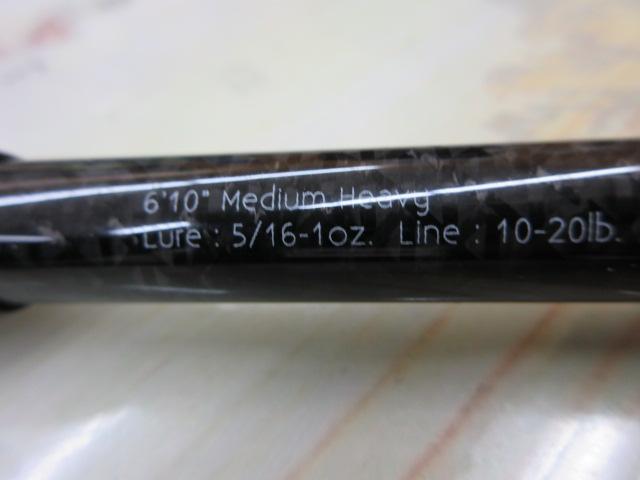 6'10" Medium Heavy
Lure : 5/16-1oz. Line : 10-20lb.